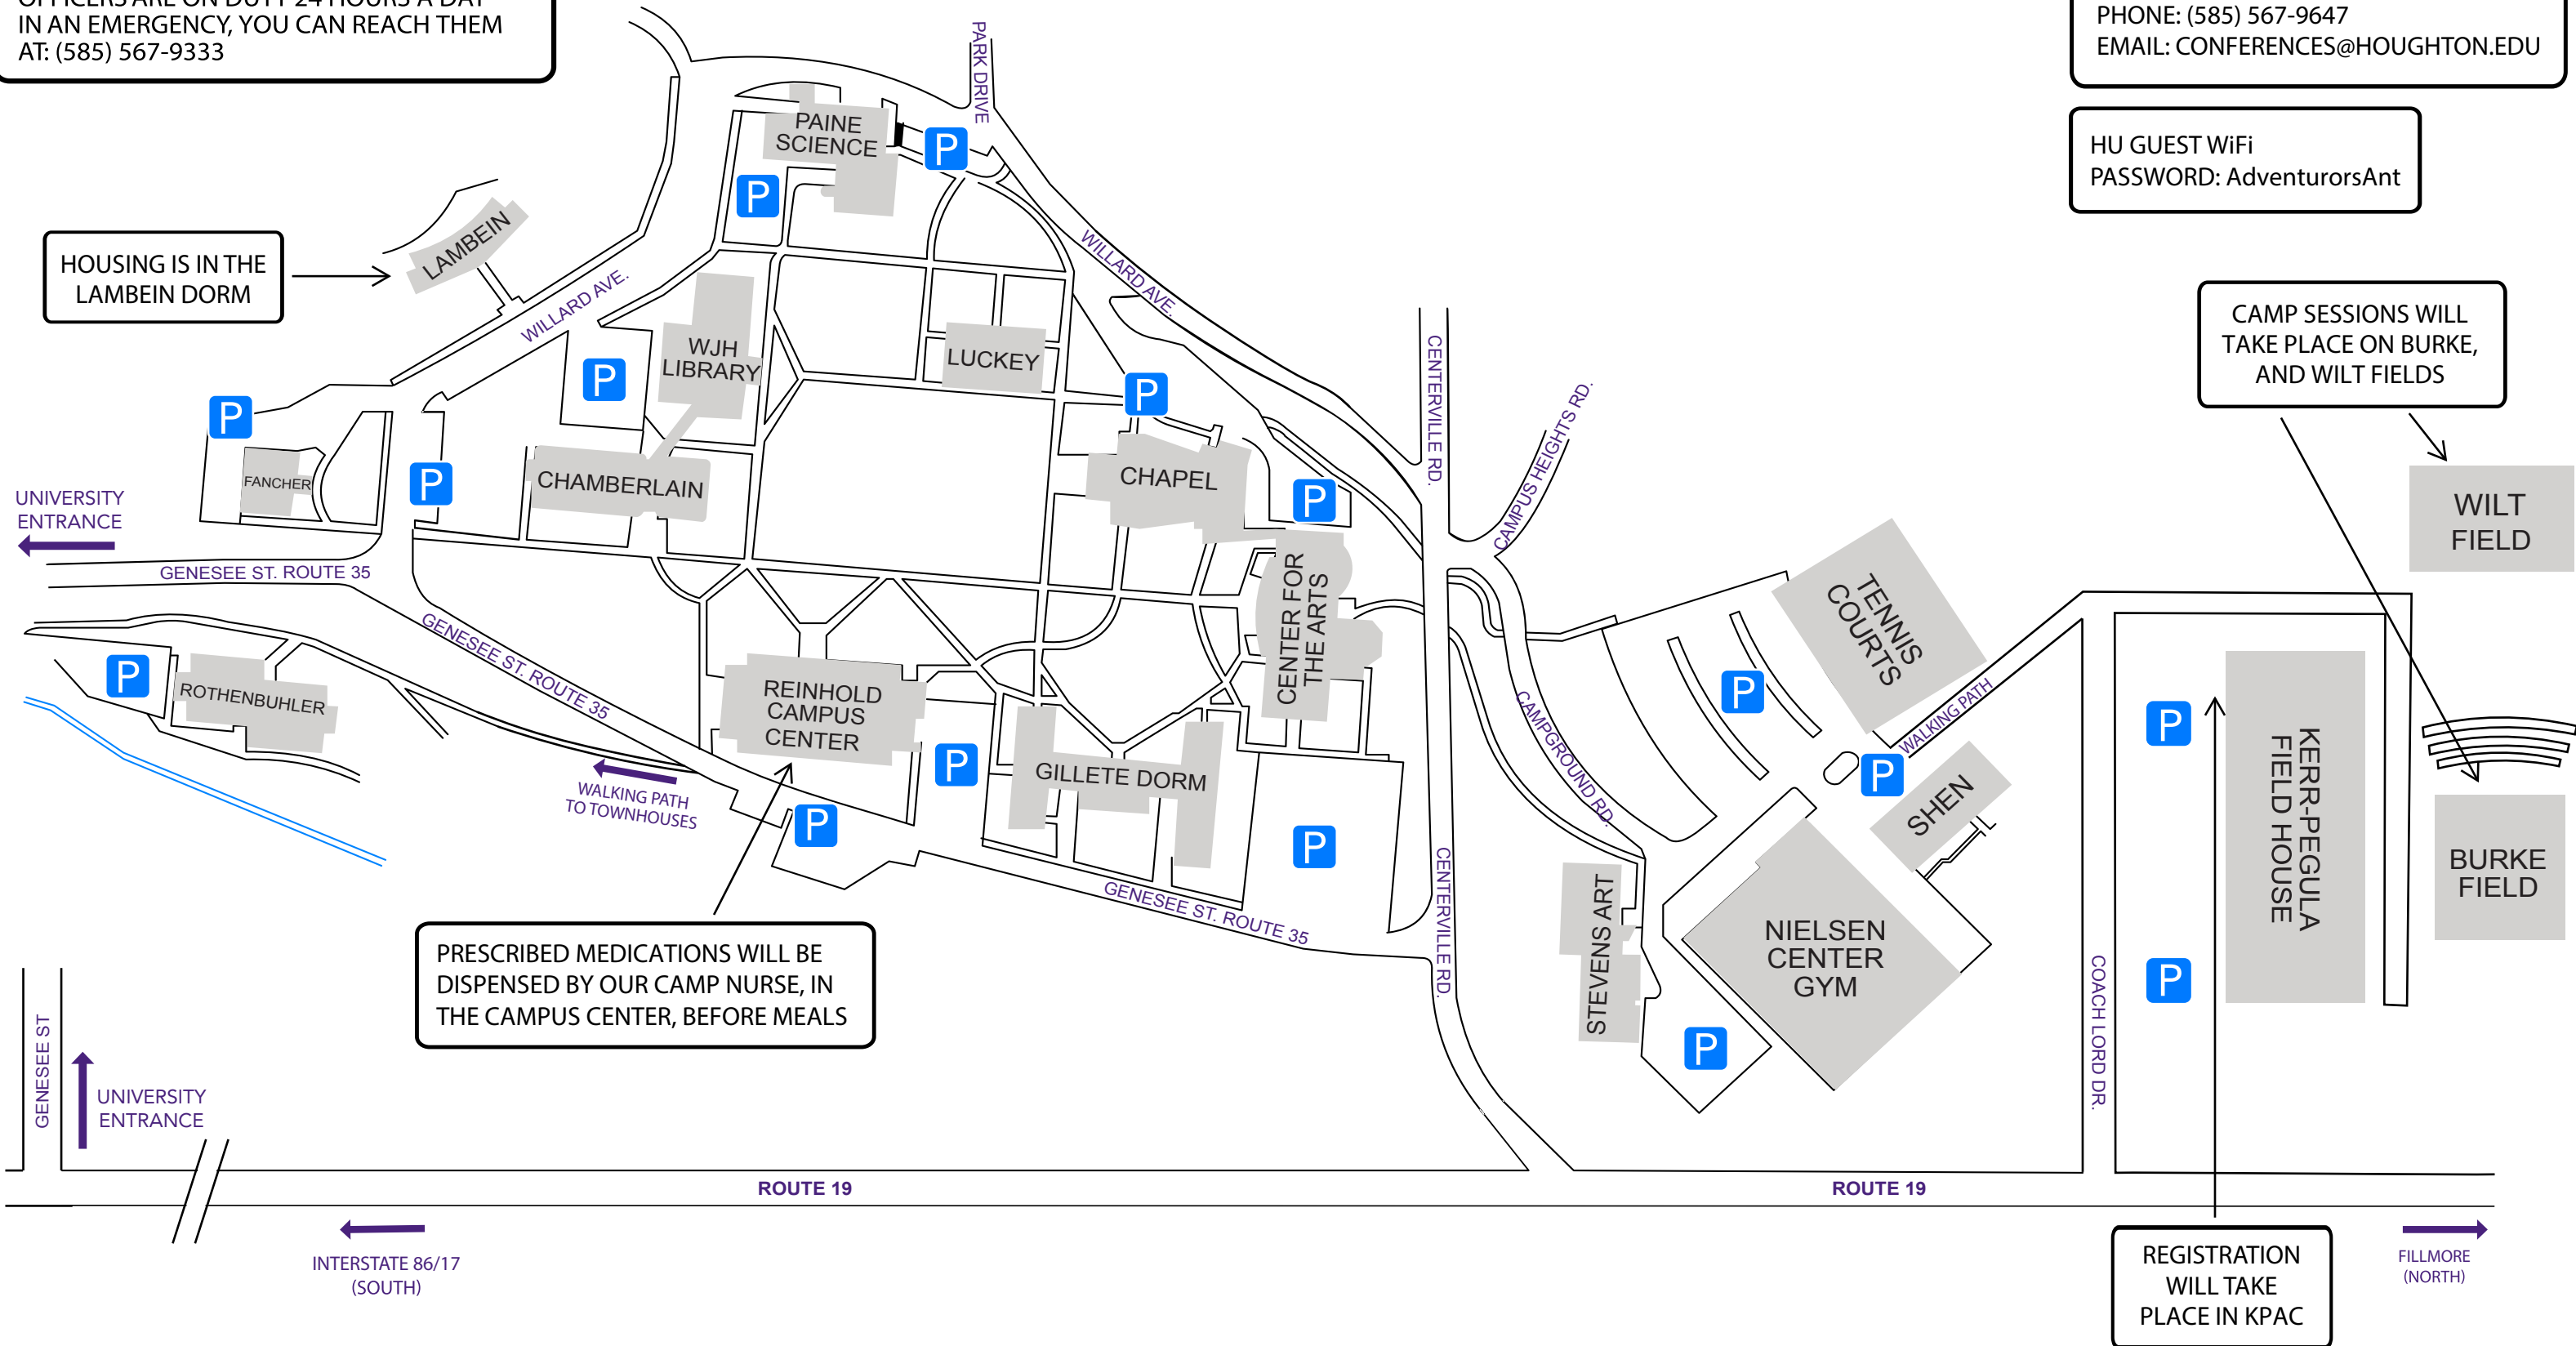 OFFICERS ARE ON DUTY 24 HOURS A DAY
IN AN EMERGENCY, YOU CAN REACH THEM
AT: (585) 567-9333
PHONE: (585) 567-9647
EMAIL: CONFERENCES@HOUGHTON.EDU
HU GUEST WiFi
PASSWORD: AdventurorsAnt
PARK DRIVE
PAINE
SCIENCE
P
P
LAMBEIN
HOUSING IS IN THE
LAMBEIN DORM
WILLARD AVE.
WILLARD AVE.
WJH
LIBRARY
LUCKEY
P
P
P
CENTERVILLE RD.
CAMPUS HEIGHTS RD.
CAMP SESSIONS WILL
TAKE PLACE ON BURKE,
AND WILT FIELDS
FANCHER
P
CHAMBERLAIN
CHAPEL
P
WILT
FIELD
UNIVERSITY
ENTRANCE
GENESEE ST. ROUTE 35
GENESEE ST. ROUTE 35
CENTER FOR
THE ARTS
TENNIS
COURTS
P
ROTHENBUHLER
REINHOLD
CAMPUS
CENTER
P
GILLETE DORM
P
CAMPGROUND RD.
P
WALKING PATH
P
SHEN
P
KERR-PEGULA
FIELD HOUSE
WALKING PATH
TO TOWNHOUSES
P
P
GENESEE ST. ROUTE 35
CENTERVILLE RD.
STEVENS ART
NIELSEN
CENTER
GYM
BURKE
FIELD
PRESCRIBED MEDICATIONS WILL BE
DISPENSED BY OUR CAMP NURSE, IN
THE CAMPUS CENTER, BEFORE MEALS
P
P
COACH LORD DR.
GENESEE ST
UNIVERSITY
ENTRANCE
ROUTE 19
ROUTE 19
INTERSTATE 86/17
(SOUTH)
REGISTRATION
WILL TAKE
PLACE IN KPAC
FILLMORE
(NORTH)